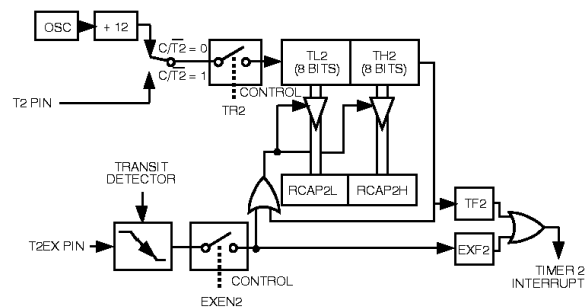 OSC
+ 12
C/T2 = 0
C/T2 = 1
T2 PIN
CONTROL
TR2
TL2
(8 BITS)
TH2
(8 BITS)
RCAP2L
RCAP2H
TRANSIT
DETECTOR
T2EX PIN
CONTROL
EXEN2
TF2
EXF2
TIMER 2
INTERRUPT